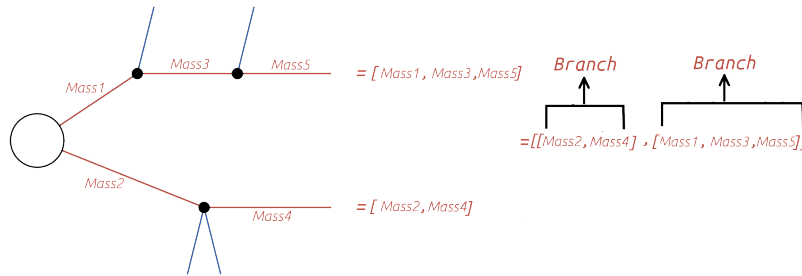 Branch
Branch
Mass1
Mass3
Mass5
=[Mass1, Mass3,Mass5]
=[[Mass2,Mass4] ,[Mass1, Mass3,Mass5]]
Mass2
Mass4
=[ Mass2,Mass4]